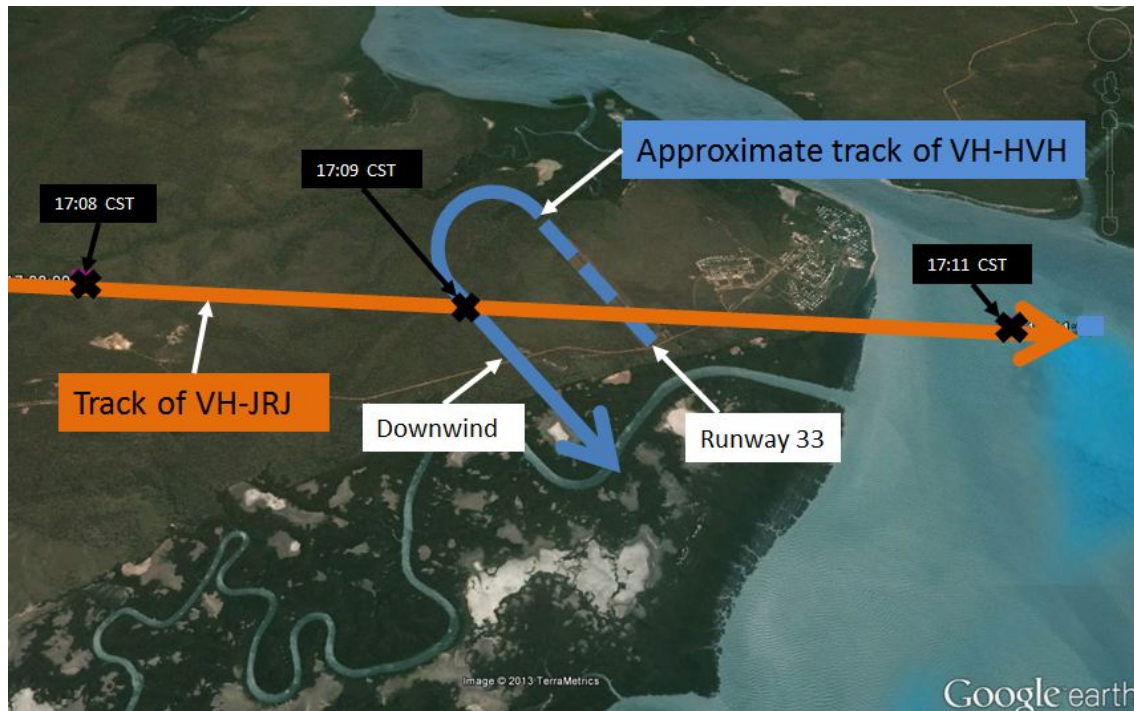 Approximate track of VH-HVH
17:09 CST
17:08 CST
17:11 CST
Track of VH-JRJ
Downwind
Runway 33
Image © 2013 TerraMetrics
Google earth